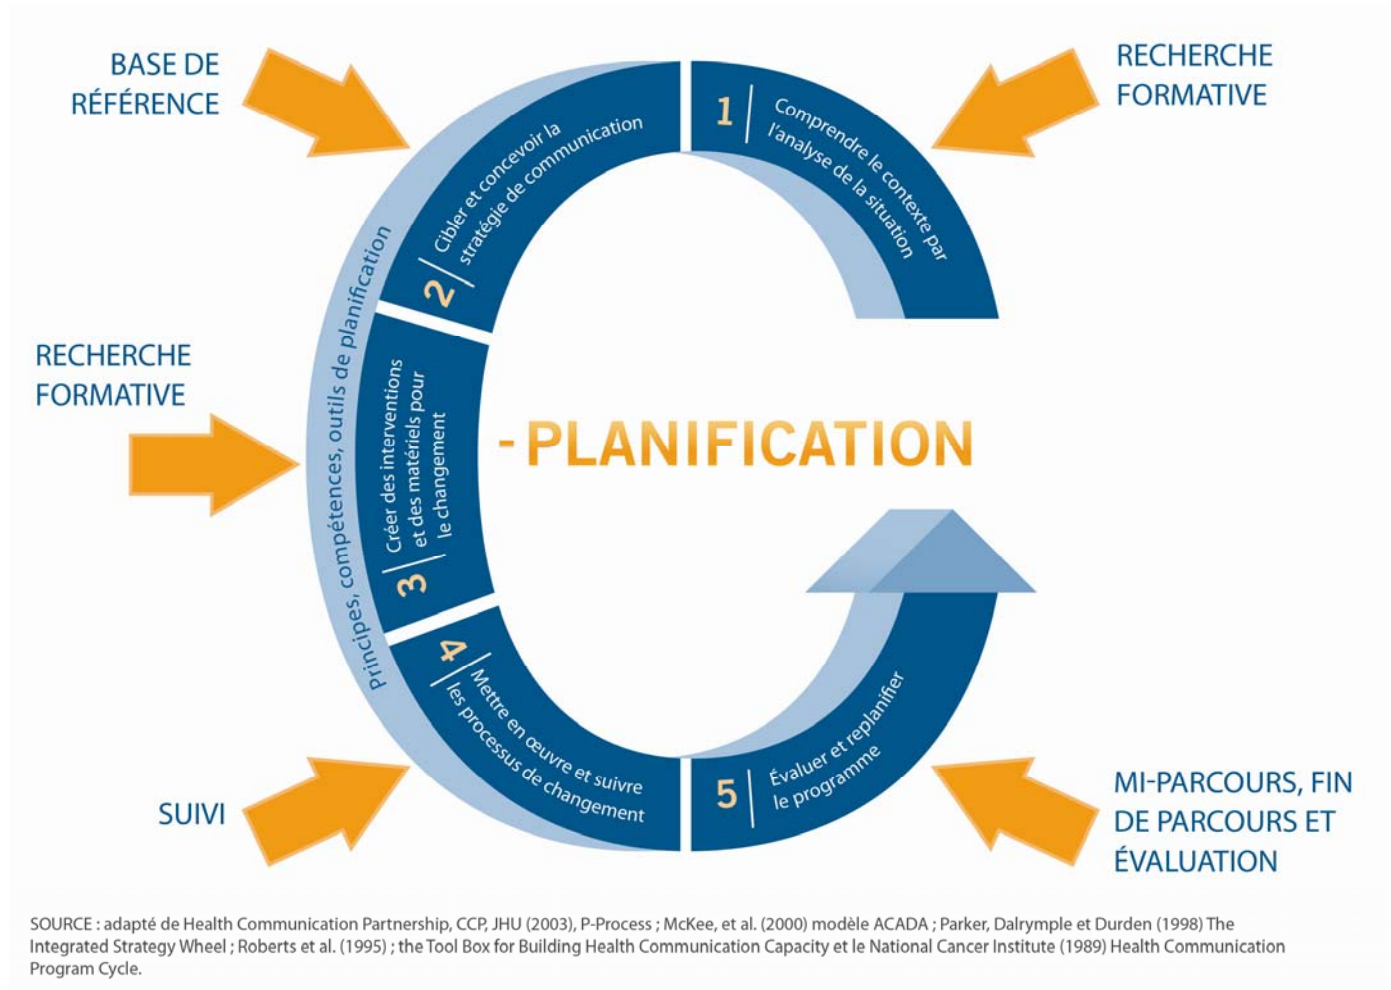 BASE DE
RÉFÉRENCE
RECHERCHE
FORMATIVE
1
Comprendre le contexte par
l'analyse de la situation
2
Cibler et concevoir la
stratégie de communication
Principes, compétences, outils de planification
RECHERCHE
FORMATIVE
3
Créer des interventions
et des matériels pour
le changement
- PLANIFICATION
4
Mettre en œuvre et suivre
les processus de changement
SUIVI
5
Évaluer et replanifier
le programme
MI-PARCOURS, FIN
DE PARCOURS ET
ÉVALUATION
SOURCE : adapté de Health Communication Partnership, CCP, JHU (2003), P-Process ; McKee, et al. (2000) modèle ACADA ; Parker, Dalrymple et Durden (1998) The
Integrated Strategy Wheel ; Roberts et al. (1995) ; the Tool Box for Building Health Communication Capacity et le National Cancer Institute (1989) Health Communication
Program Cycle.